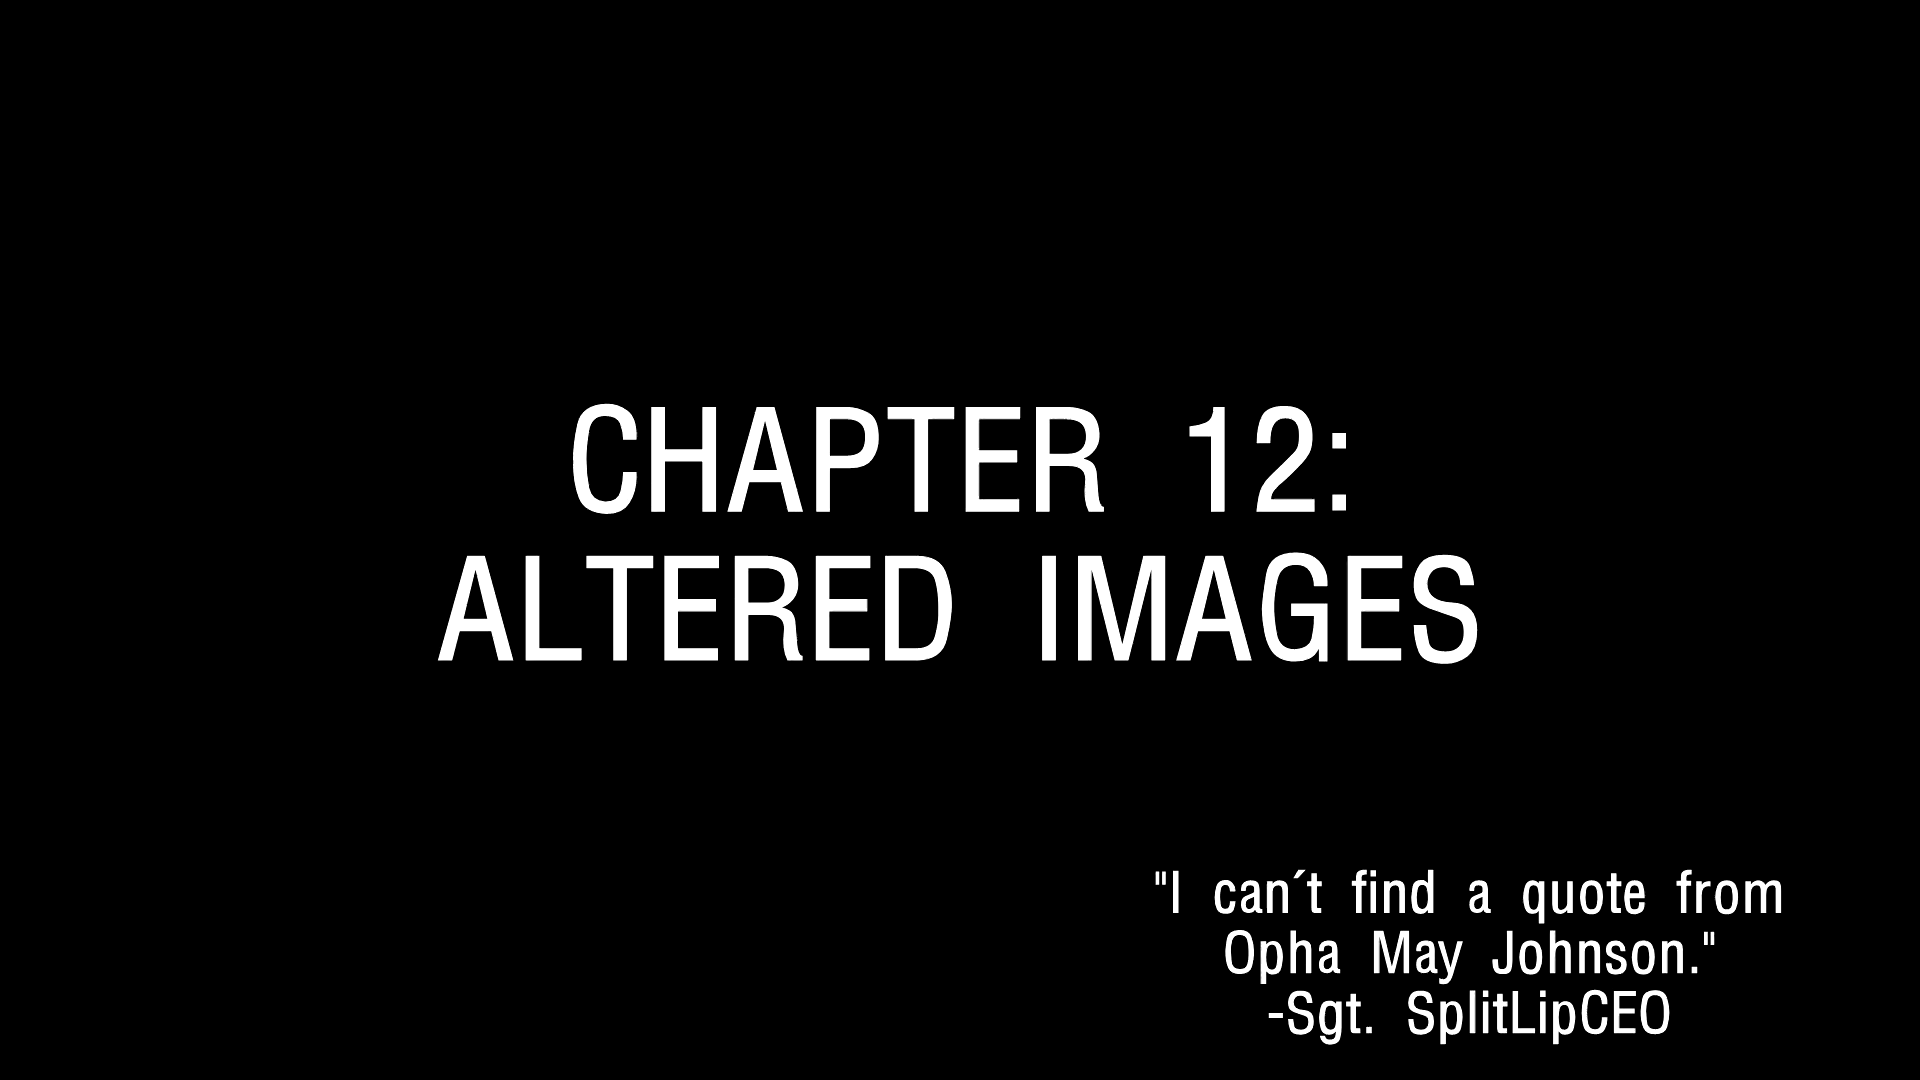 CHAPTER 12:
ALTERED IMAGES
"I can´t find a quote from
Opha May Johnson."
-Sgt. SplitLipCEO